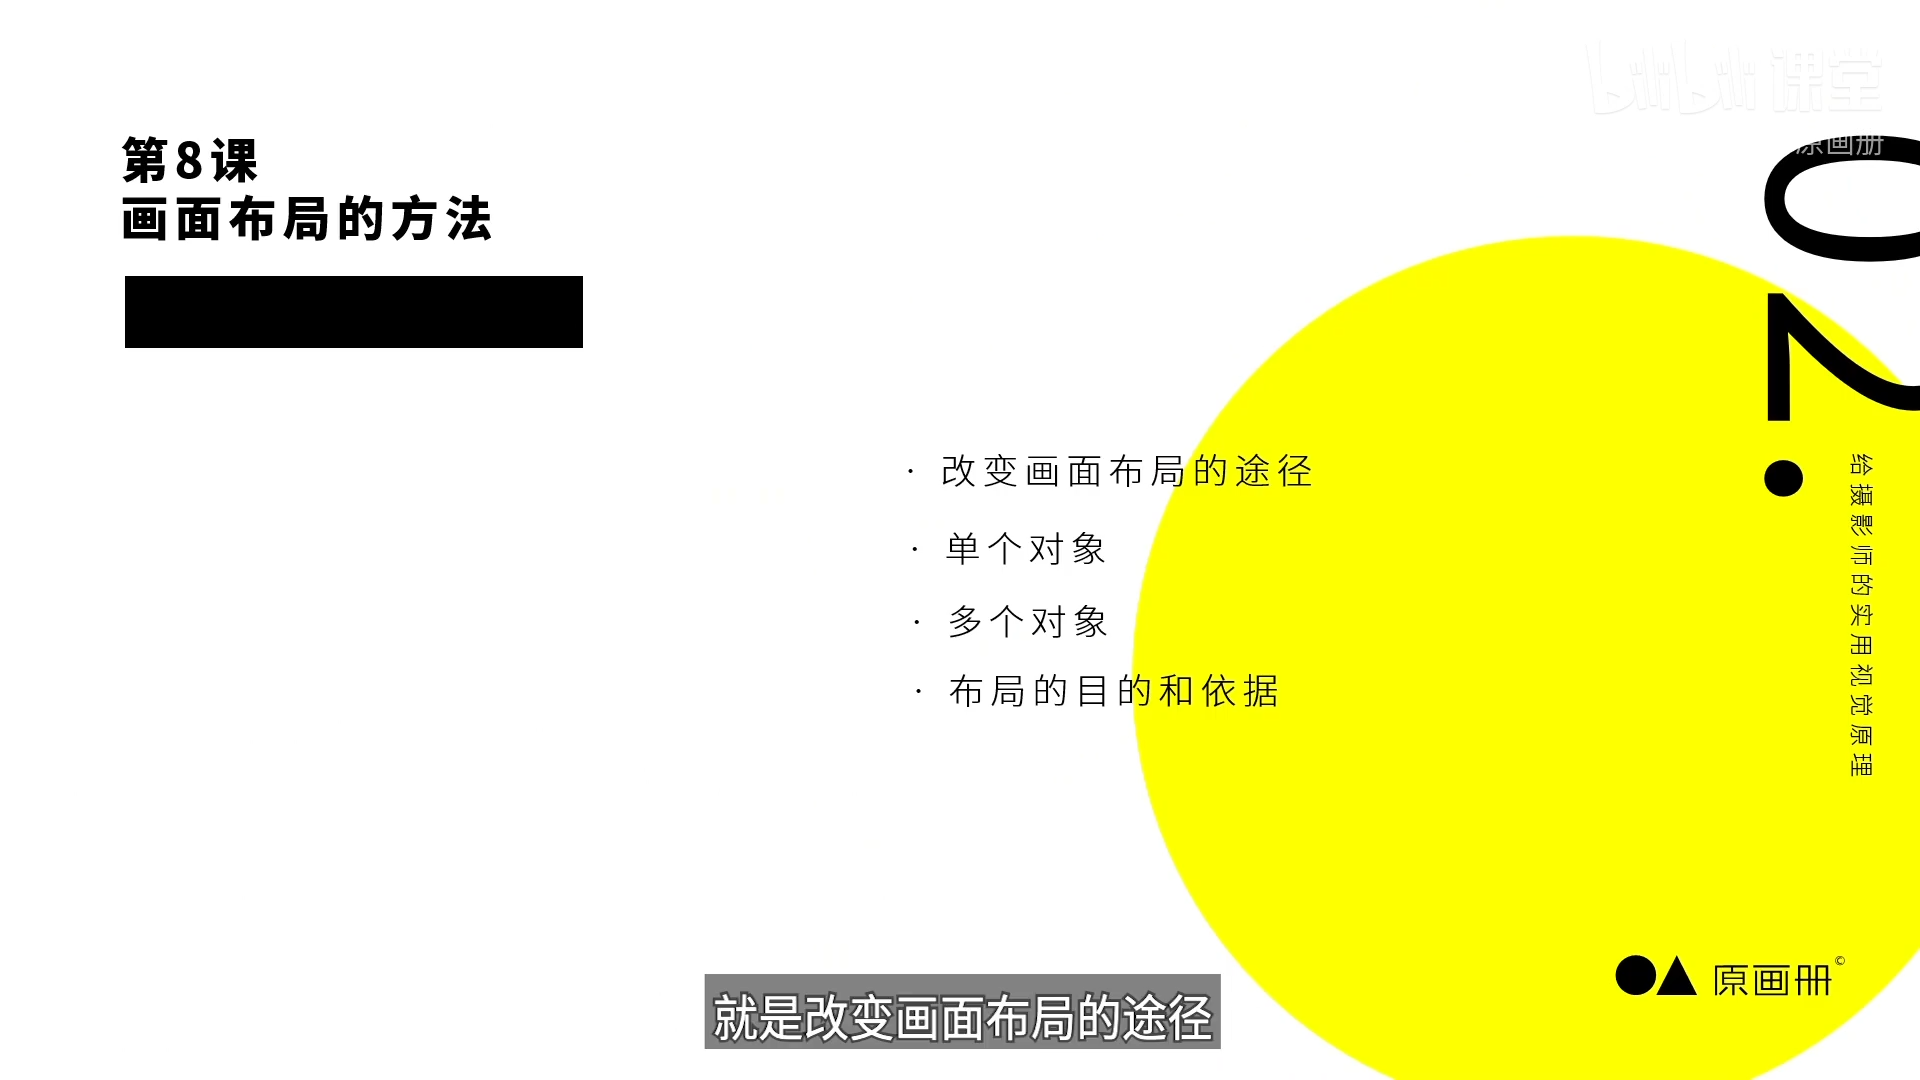 bilibili课堂
原画册
第8课
画面布局的方法
02.
· 改变画面布局的途径
· 单个对象
· 多个对象
· 布局的目的和依据
给摄影师的实用视觉原理
原画册©
就是改变画面布局的途径